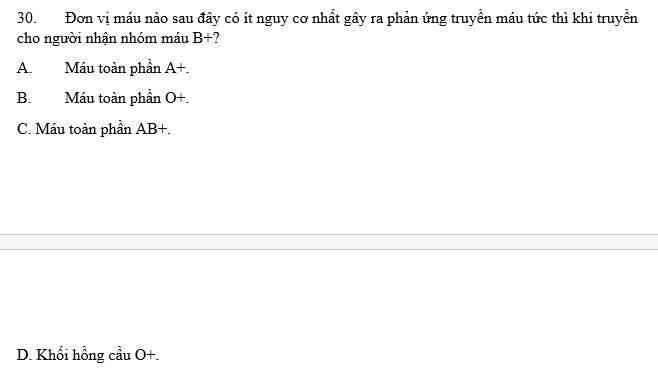 30. Đơn vị máu nào sau đây có ít nguy cơ nhất gây ra phản ứng truyền máu tức thì khi truyền
cho người nhận nhóm máu B+?
A. Máu toàn phần A+.
B. Máu toàn phần O+.
C. Máu toàn phần AB+.
D. Khối hồng cầu O+.